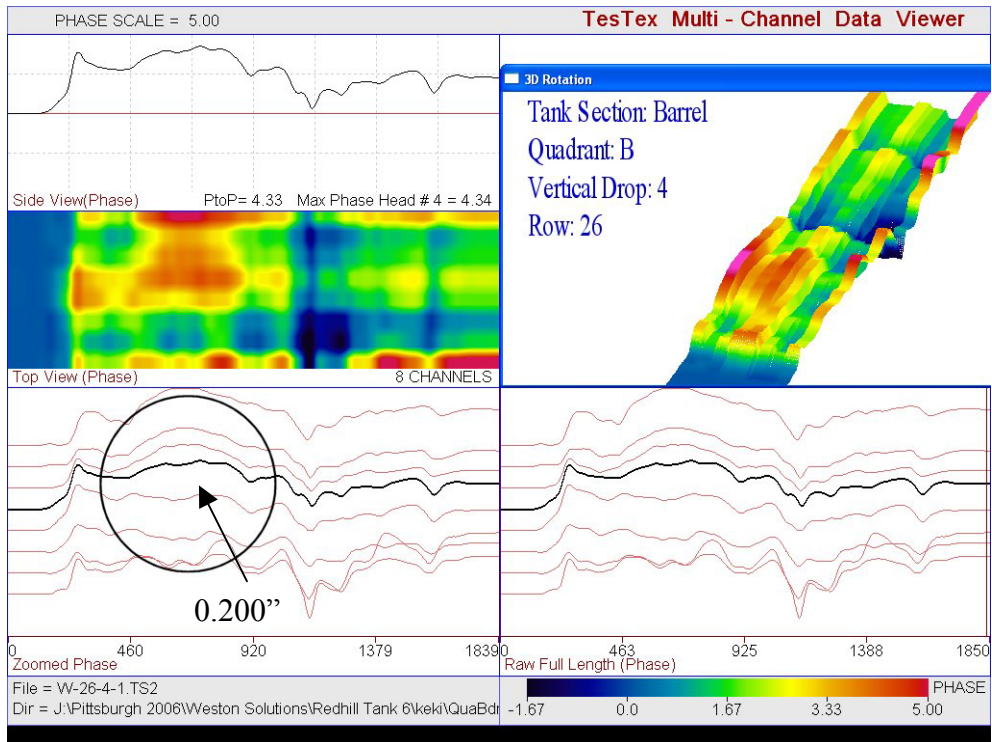 PHASE SCALE = 5.00
TesTex Multi - Channel Data Viewer
3D Rotation
Tank Section: Barrel
Quadrant: B
Vertical Drop: 4
Row: 26
Side View(Phase) PtoP= 4.33 Max Phase Head # 4 = 4.34
Top View (Phase) 8 CHANNELS
0.200”
0 460 920 1379 1839
Zoomed Phase
0 463 925 1388 1850
Raw Full Length (Phase)
File = W-26-4-1.TS2
Dir = J:\Pittsburgh 2006\Weston Solutions\Redhill Tank 6\keki\QuaBdr
PHASE
-1.67 0.0 1.67 3.33 5.00